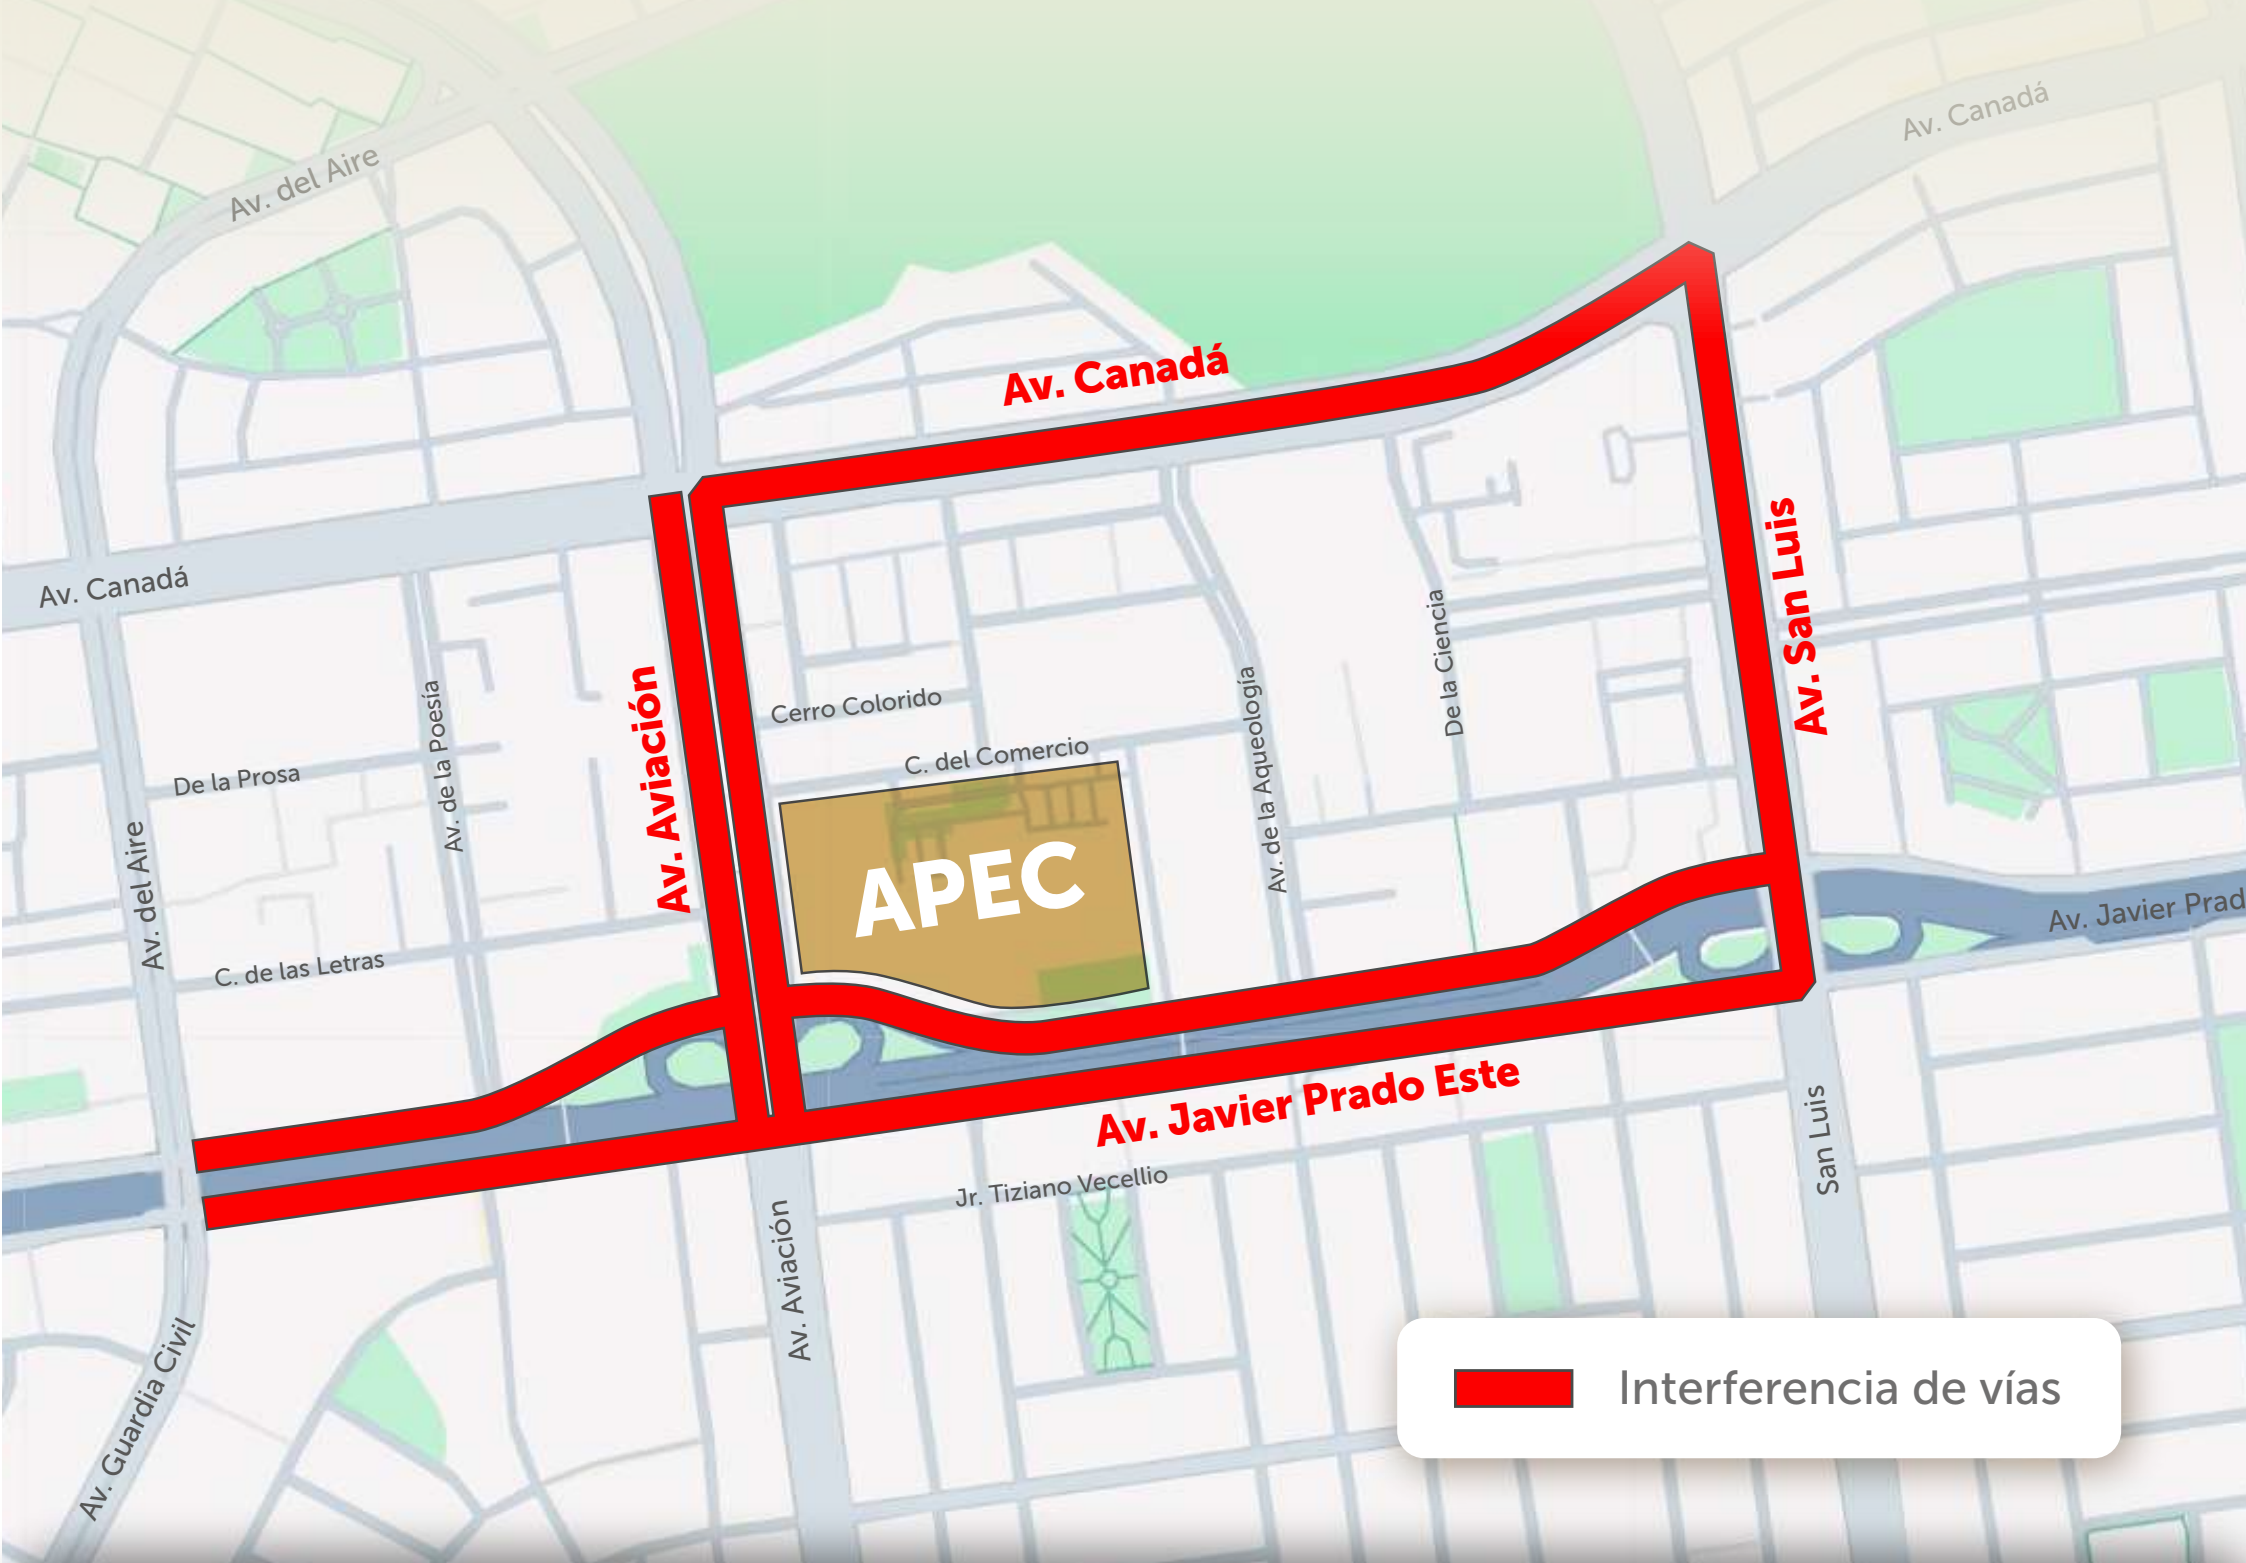 Av. Canadá
Av. del Aire
Av. Canadá
Av. San Luis
Av. Canadá
De la Ciencia
Av. Aviación
Cerro Colorido
Av. de la Aqueología
Av. de la Poesía
C. del Comercio
De la Prosa
Av. del Aire
APEC
Av. Javier Prad
C. de las Letras
Av. Javier Prado Este
San Luis
Jr. Tiziano Vecellio
Av. Aviación
Av. Guardia Civil
Interferencia de vías